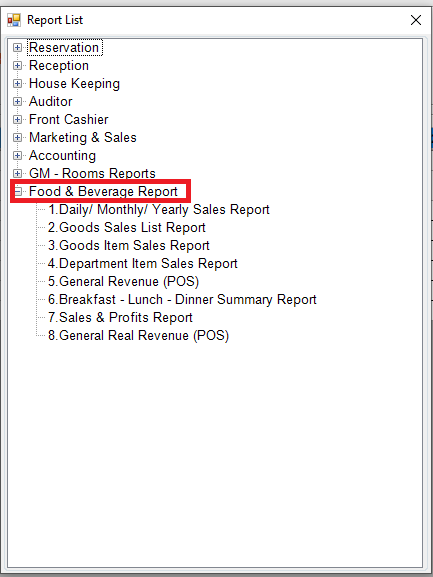 Report List
Reservation
Reception
House Keeping
Auditor
Front Cashier
Marketing & Sales
Accounting
GM - Rooms Reports
Food & Beverage Report
1.Daily/ Monthly/ Yearly Sales Report
2.Goods Sales List Report
3.Goods Item Sales Report
4.Department Item Sales Report
5.General Revenue (POS)
6.Breakfast - Lunch - Dinner Summary Report
7.Sales & Profits Report
8.General Real Revenue (POS)